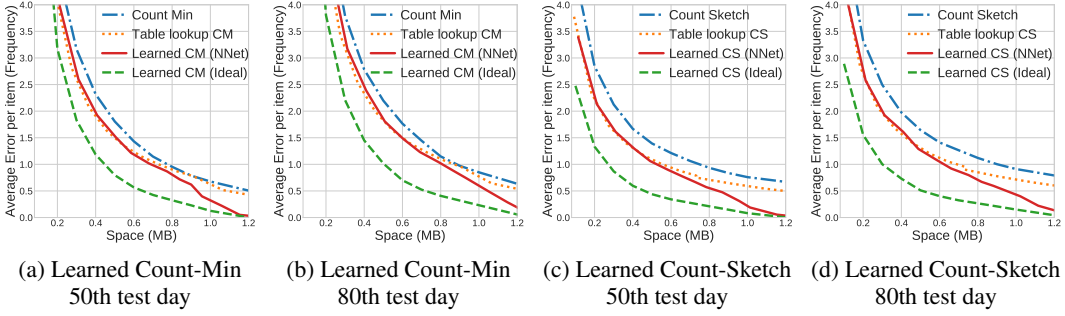 Average Error per item (Frequency)
4.0
3.5
3.0
2.5
2.0
1.5
1.0
0.5
0.0
0.2 0.4 0.6 0.8 1.0 1.2
Space (MB)
Count Min
Table lookup CM
Learned CM (NNet)
Learned CM (Ideal)
(a) Learned Count-Min
50th test day
Average Error per item (Frequency)
4.0
3.5
3.0
2.5
2.0
1.5
1.0
0.5
0.0
0.2 0.4 0.6 0.8 1.0 1.2
Space (MB)
Count Min
Table lookup CM
Learned CM (NNet)
Learned CM (Ideal)
(b) Learned Count-Min
80th test day
Average Error per item (Frequency)
4.0
3.5
3.0
2.5
2.0
1.5
1.0
0.5
0.0
0.2 0.4 0.6 0.8 1.0 1.2
Space (MB)
Count Sketch
Table lookup CS
Learned CS (NNet)
Learned CS (Ideal)
(c) Learned Count-Sketch
50th test day
Average Error per item (Frequency)
4.0
3.5
3.0
2.5
2.0
1.5
1.0
0.5
0.0
0.2 0.4 0.6 0.8 1.0 1.2
Space (MB)
Count Sketch
Table lookup CS
Learned CS (NNet)
Learned CS (Ideal)
(d) Learned Count-Sketch
80th test day